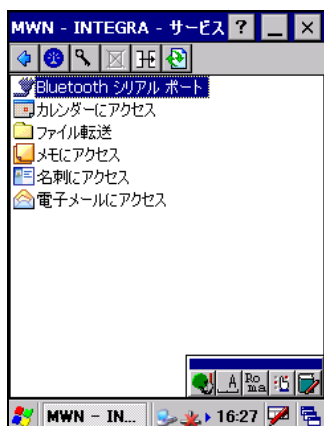 MWN - INTEGRA - サービス ? _ ×
Bluetooth シリアル ポート
カレンダーにアクセス
ファイル転送
メモにアクセス
名刺にアクセス
電子メールにアクセス
A Roma
MWN - IN... 16:27